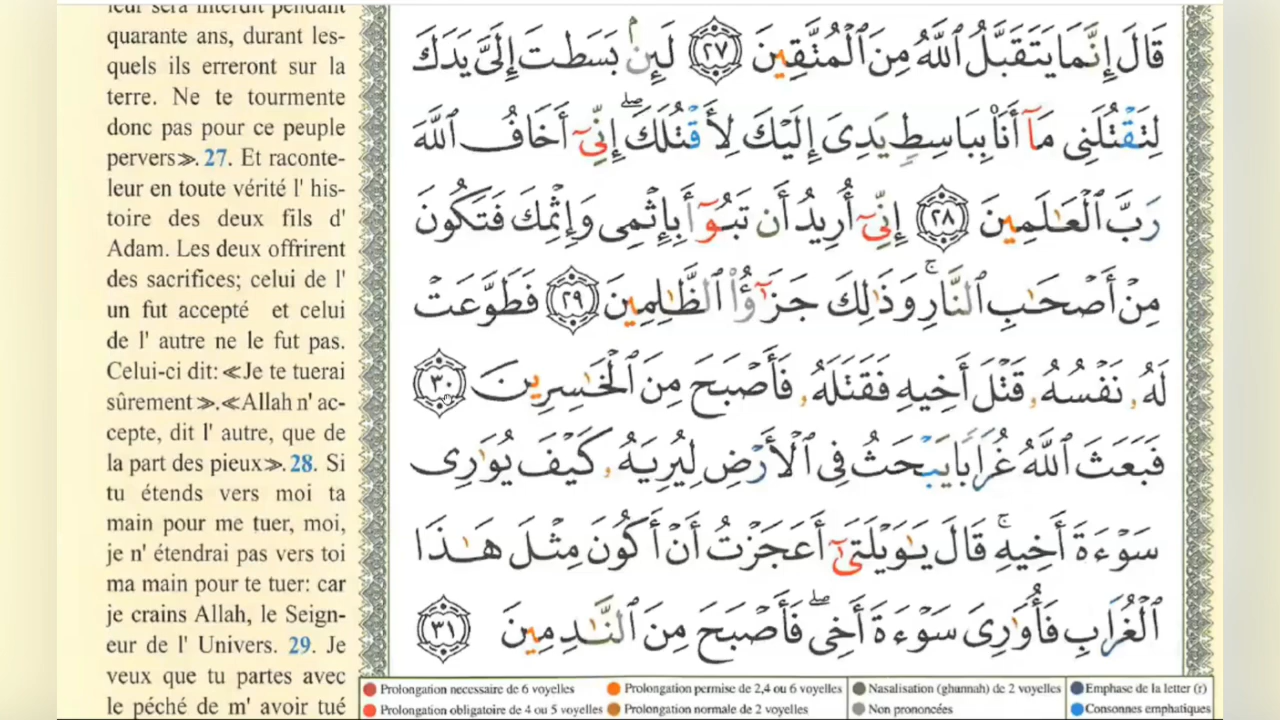 leur sera interdit pendant
quarante ans, durant les-
quels ils erreront sur la
terre. Ne te tourmente
donc pas pour ce peuple
pervers≫. 27. Et raconte-
leur en toute vérité l' his-
toire des deux fils d'
Adam. Les deux offrirent
des sacrifices; celui de l'
un fut accepté et celui
de l' autre ne le fut pas.
Celui-ci dit: ≪Je te tuerai
sûrement ≫.≪Allah n' ac-
cepte, dit l' autre, que de
la part des pieux≫. 28. Si
tu étends vers moi ta
main pour me tuer, moi,
je n' étendrai pas vers toi
ma main pour te tuer: car
je crains Allah, le Seign-
eur de l' Univers. 29. Je
veux que tu partes avec
le péché de m' avoir tué
قَالَ إِنَّمَا يَتَقَبَّلُ ٱللَّهُ مِنَ ٱلْمُتَّقِينَ ٢٧ لَئِنۢ بَسَطتَ إِلَىَّ يَدَكَ
لِتَقْتُلَنِى مَآ أَنَا۠ بِبَاسِطٍ يَدِىَ إِلَيْكَ لِأَقْتُلَكَ ۖ إِنِّىٓ أَخَافُ ٱللَّهَ
رَبَّ ٱلْعَٰلَمِينَ ٢٨ إِنِّىٓ أُرِيدُ أَن تَبُوٓأَ بِإِثْمِى وَإِثْمِكَ فَتَكُونَ
مِنْ أَصْحَٰبِ ٱلنَّارِ ۚ وَذَٰلِكَ جَزَٰٓؤُا۟ ٱلظَّٰلِمِينَ ٢٩ فَطَوَّعَتْ
لَهُۥ نَفْسُهُۥ قَتْلَ أَخِيهِ فَقَتَلَهُۥ فَأَصْبَحَ مِنَ ٱلْخَٰسِرِينَ ٣٠
فَبَعَثَ ٱللَّهُ غُرَابًا يَبْحَثُ فِى ٱلْأَرْضِ لِيُرِيَهُۥ كَيْفَ يُوَٰرِى
سَوْءَةَ أَخِيهِ ۚ قَالَ يَٰوَيْلَتَىٰٓ أَعَجَزْتُ أَنْ أَكُونَ مِثْلَ هَٰذَا
ٱلْغُرَابِ فَأُوَٰرِىَ سَوْءَةَ أَخِى ۖ فَأَصْبَحَ مِنَ ٱلنَّٰدِمِينَ ٣١
Prolongation necessaire de 6 voyelles Prolongation permise de 2,4 ou 6 voyelles Nasalisation (ghunnah) de 2 voyelles Emphase de la letter (r)
Prolongation obligatoire de 4 ou 5 voyelles Prolongation normale de 2 voyelles Non prononcées Consonnes emphatiques